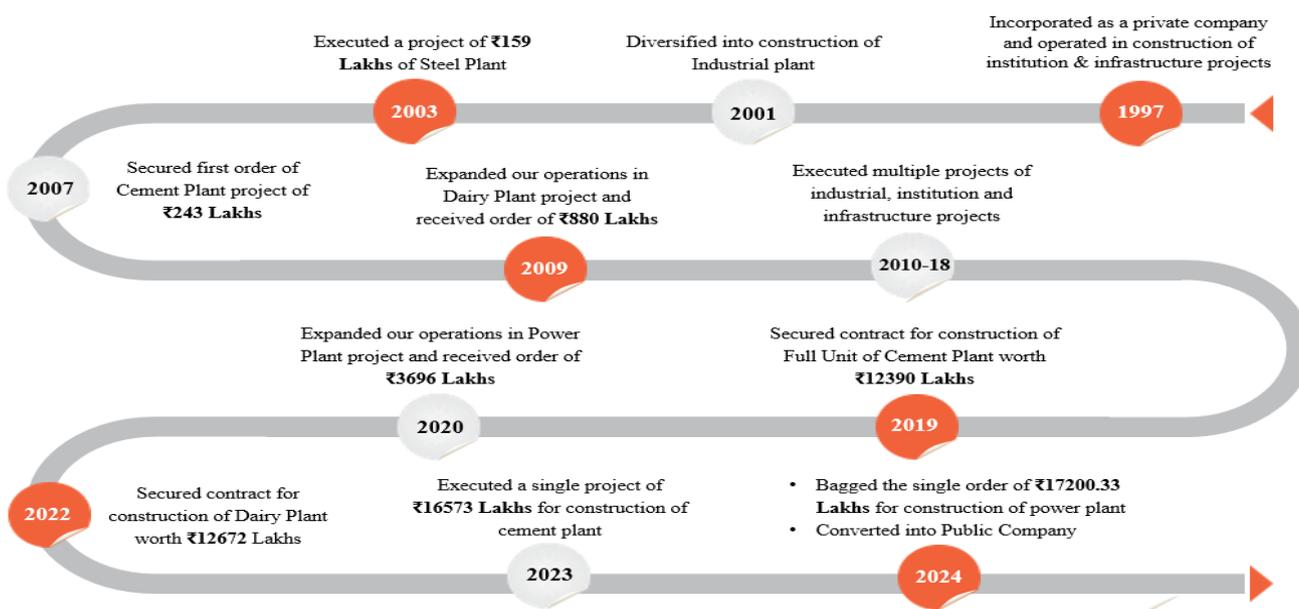 Incorporated as a private company
and operated in construction of
institution & infrastructure projects
1997
Diversified into construction of
Industrial plant
2001
Executed a project of ₹159
Lakhs of Steel Plant
2003
2007
Secured first order of
Cement Plant project of
₹243 Lakhs
Expanded our operations in
Dairy Plant project and
received order of ₹880 Lakhs
2009
Executed multiple projects of
industrial, institution and
infrastructure projects
2010-18
Secured contract for construction of
Full Unit of Cement Plant worth
₹12390 Lakhs
2019
Expanded our operations in Power
Plant project and received order of
₹3696 Lakhs
2020
2022
Secured contract for
construction of Dairy Plant
worth ₹12672 Lakhs
Executed a single project of
₹16573 Lakhs for construction of
cement plant
2023
• Bagged the single order of ₹17200.33
Lakhs for construction of power plant
• Converted into Public Company
2024